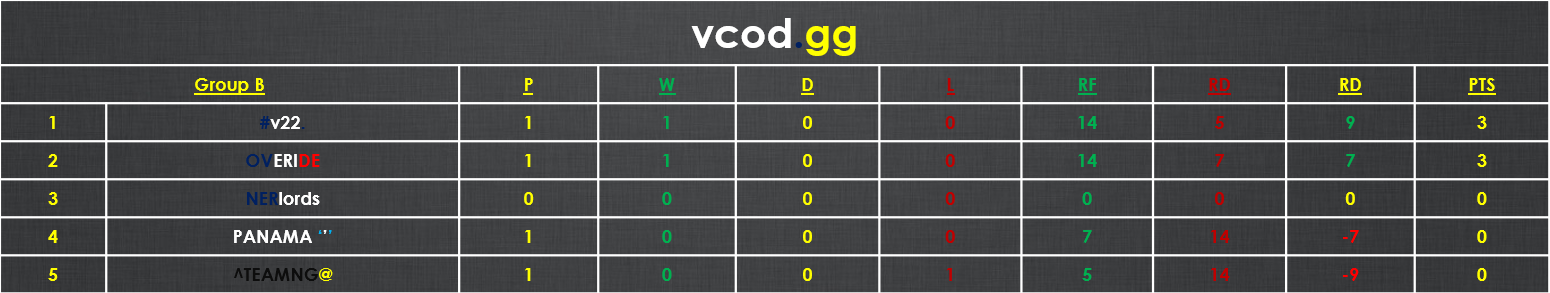 vcod.gg
Group B P W D L RF RD RD PTS
1 #v22. 1 1 0 0 14 5 9 3
2 OVERIDE 1 1 0 0 14 7 7 3
3 NERlords 0 0 0 0 0 0 0 0
4 PANAMA ‘’’ 1 0 0 0 7 14 -7 0
5 ^TEAMNG@ 1 0 0 1 5 14 -9 0